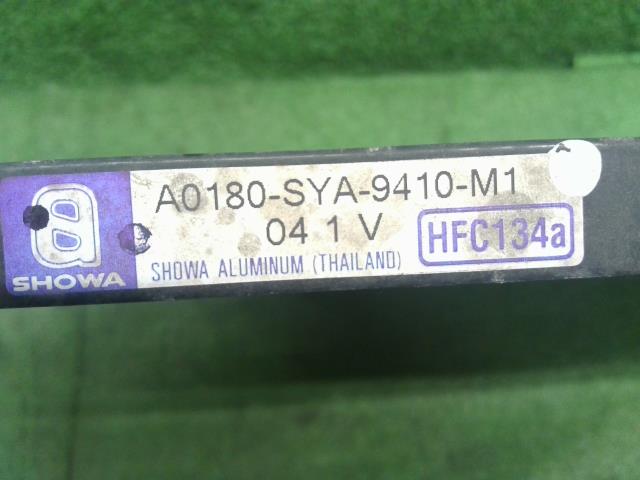 A0180-SYA-9410-M1
04 1 V
HFC134a
SHOWA
SHOWA ALUMINUM (THAILAND)